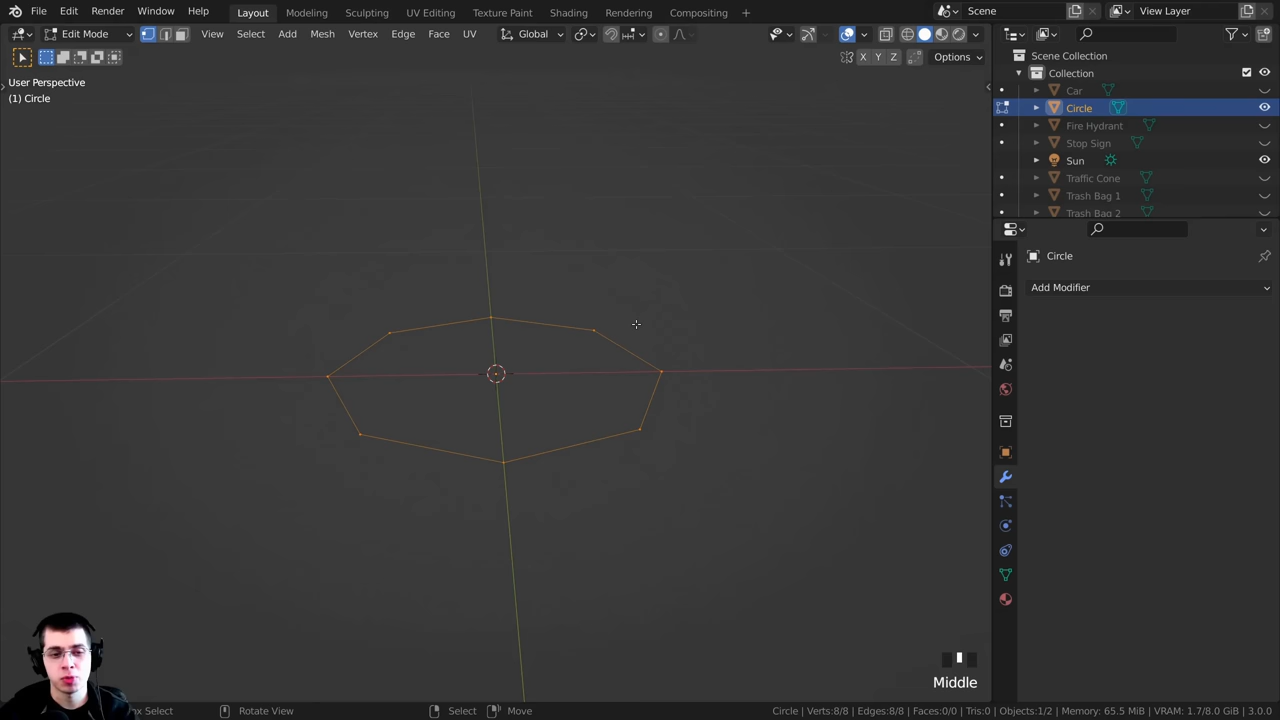 File Edit Render Window Help Layout Modeling Sculpting UV Editing Texture Paint Shading Rendering Compositing + Scene View Layer
Edit Mode View Select Add Mesh Vertex Edge Face UV Global
X Y Z Options
User Perspective
(1) Circle
Scene Collection
Collection
Car
Circle
Fire Hydrant
Stop Sign
Sun
Traffic Cone
Trash Bag 1
Trash Bag 2
Circle
Add Modifier
Middle
Select Rotate View Select Move Circle | Verts:8/8 | Edges:8/8 | Faces:0/0 | Tris:0 | Objects:1/2 | Memory: 65.5 MiB | VRAM: 1.7/8.0 GiB | 3.0.0